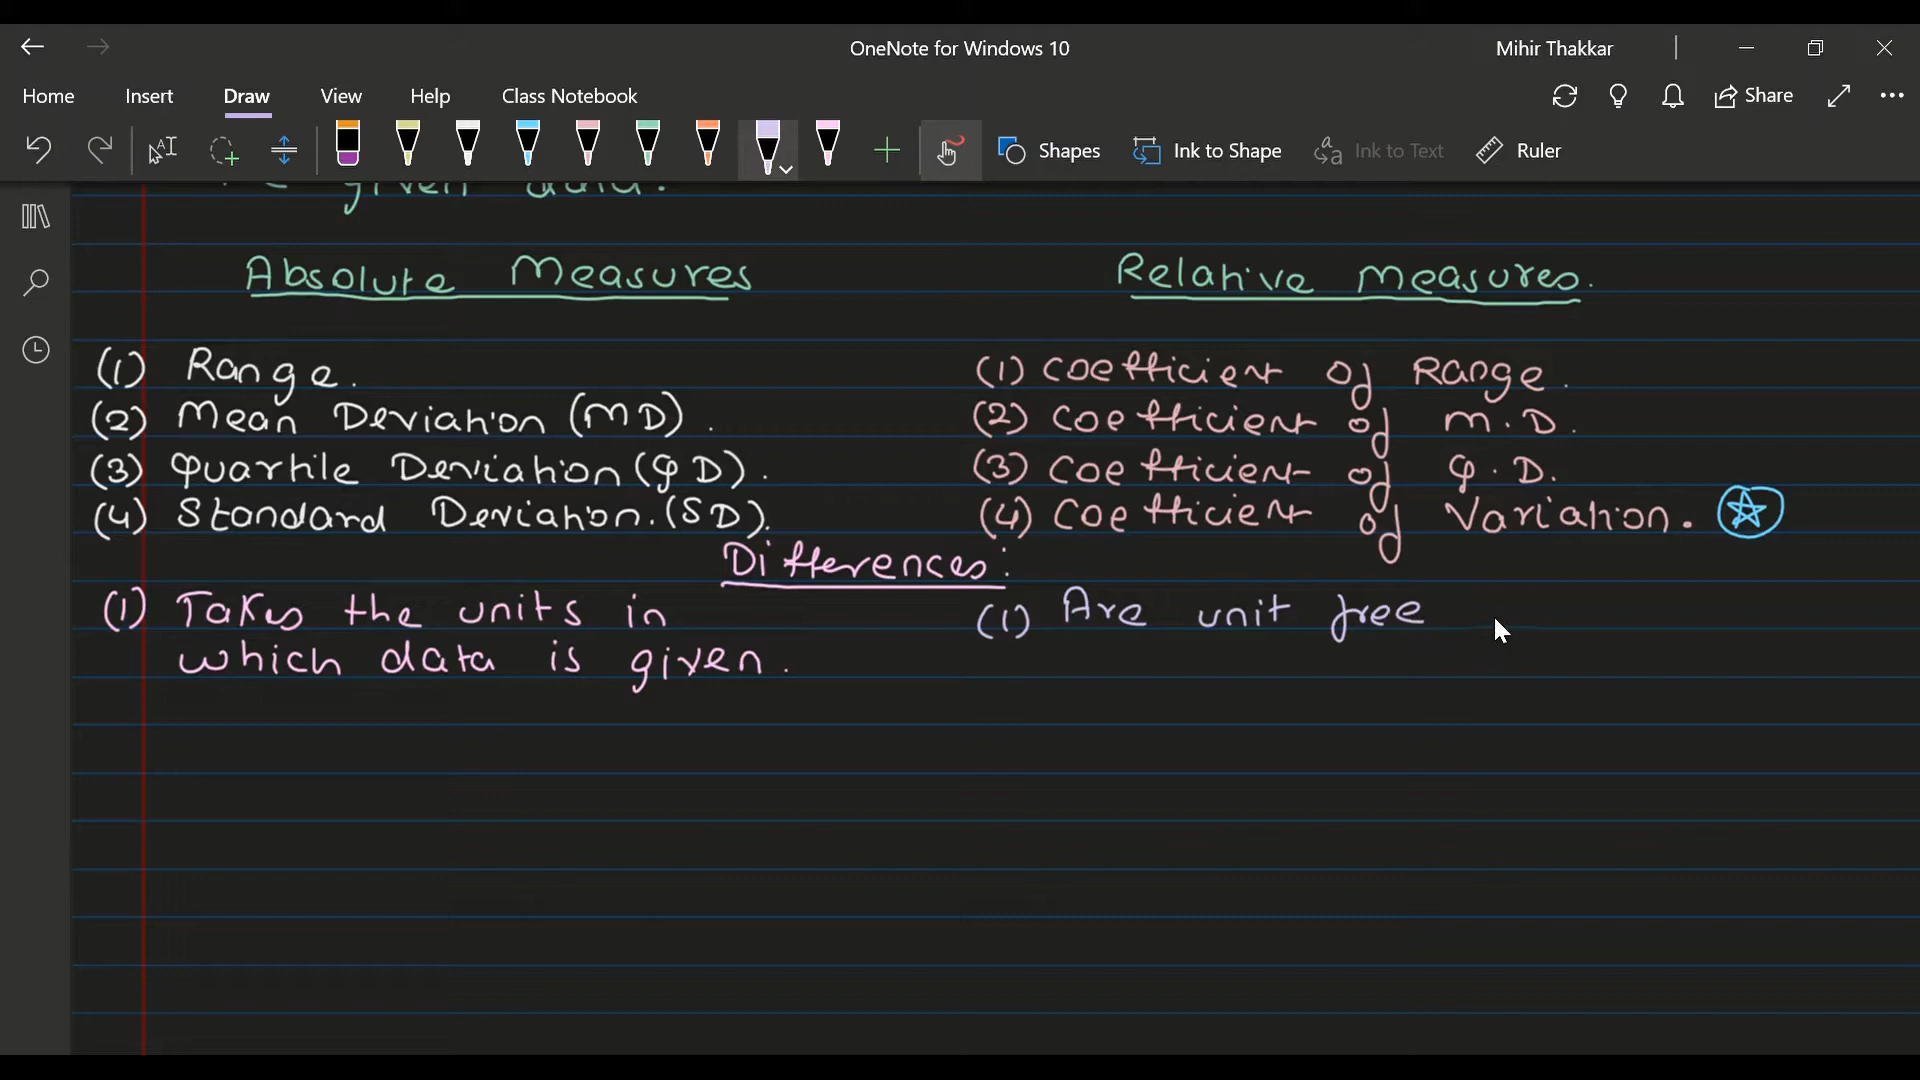 OneNote for Windows 10
Mihir Thakkar
Home Insert Draw View Help Class Notebook
Share
Shapes Ink to Shape Ink to Text Ruler
given data.
Absolute Measures
Relative Measures.
(1) Range.
(2) Mean Deviation (MD).
(3) Quartile Deviation (QD).
(4) Standard Deviation. (SD).
(1) Coefficient of Range.
(2) Coefficient of M.D.
(3) Coefficient of Q.D.
(4) Coefficient of Variation.
Differences:
(1) Takes the units in
which data is given.
(1) Are unit free